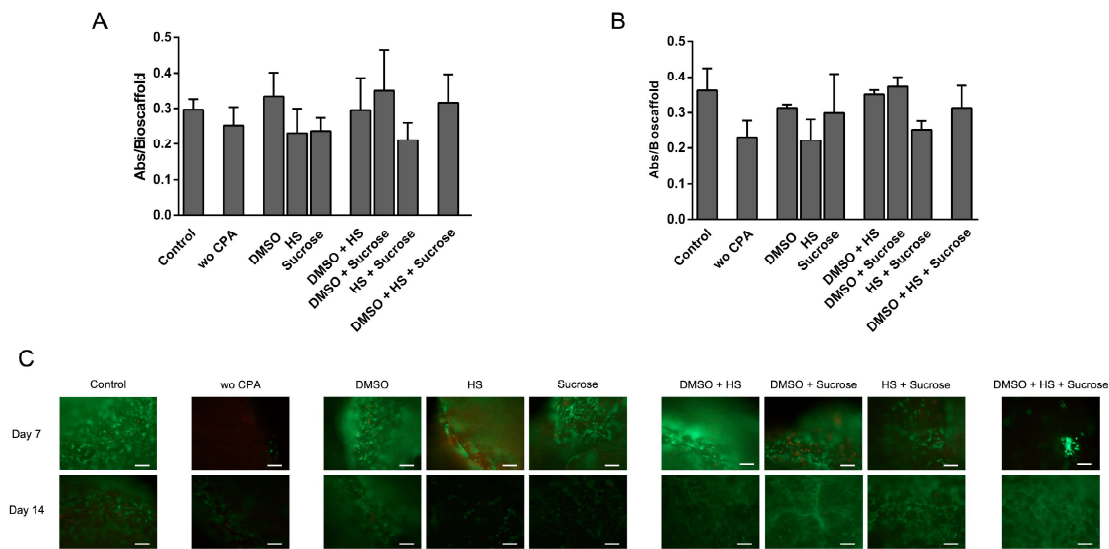 A
B
0.5
0.4
0.3
0.2
0.1
0.0
Abs/Bioscaffold
Control
wo CPA
DMSO
HS
Sucrose
DMSO + HS
DMSO + Sucrose
HS + Sucrose
DMSO + HS + Sucrose
0.5
0.4
0.3
0.2
0.1
0.0
Abs/Boscaffold
Control
wo CPA
DMSO
HS
Sucrose
DMSO + HS
DMSO + Sucrose
HS + Sucrose
DMSO + HS + Sucrose
C
Control wo CPA DMSO HS Sucrose DMSO + HS DMSO + Sucrose HS + Sucrose DMSO + HS + Sucrose
Day 7
Day 14